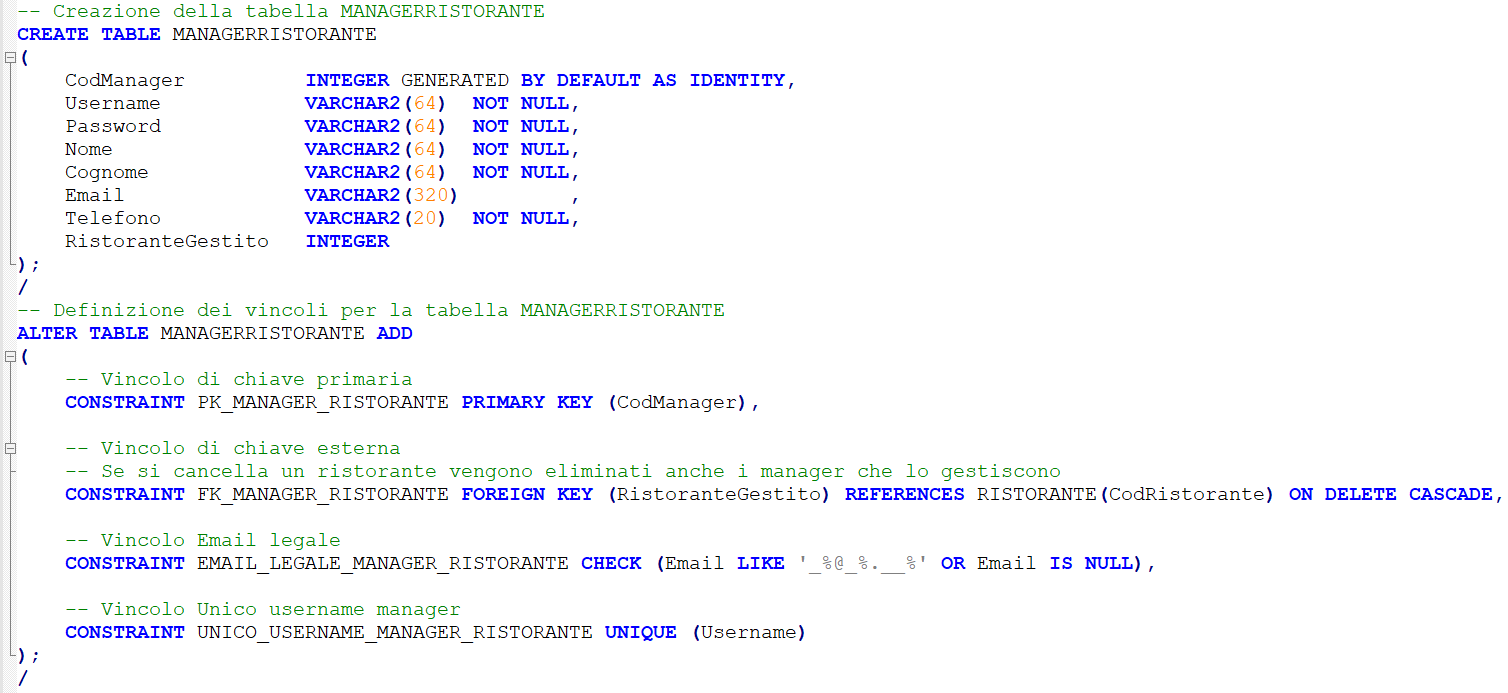 -- Creazione della tabella MANAGERRISTORANTE
CREATE TABLE MANAGERRISTORANTE
(
    CodManager          INTEGER GENERATED BY DEFAULT AS IDENTITY,
    Username            VARCHAR2(64)  NOT NULL,
    Password            VARCHAR2(64)  NOT NULL,
    Nome                VARCHAR2(64)  NOT NULL,
    Cognome             VARCHAR2(64)  NOT NULL,
    Email               VARCHAR2(320)         ,
    Telefono            VARCHAR2(20)  NOT NULL,
    RistoranteGestito   INTEGER
);
/
-- Definizione dei vincoli per la tabella MANAGERRISTORANTE
ALTER TABLE MANAGERRISTORANTE ADD
(
    -- Vincolo di chiave primaria
    CONSTRAINT PK_MANAGER_RISTORANTE PRIMARY KEY (CodManager),
    -- Vincolo di chiave esterna
    -- Se si cancella un ristorante vengono eliminati anche i manager che lo gestiscono
    CONSTRAINT FK_MANAGER_RISTORANTE FOREIGN KEY (RistoranteGestito) REFERENCES RISTORANTE(CodRistorante) ON DELETE CASCADE,
    -- Vincolo Email legale
    CONSTRAINT EMAIL_LEGALE_MANAGER_RISTORANTE CHECK (Email LIKE '_%@_%.__%' OR Email IS NULL),
    -- Vincolo Unico username manager
    CONSTRAINT UNICO_USERNAME_MANAGER_RISTORANTE UNIQUE (Username)
);
/